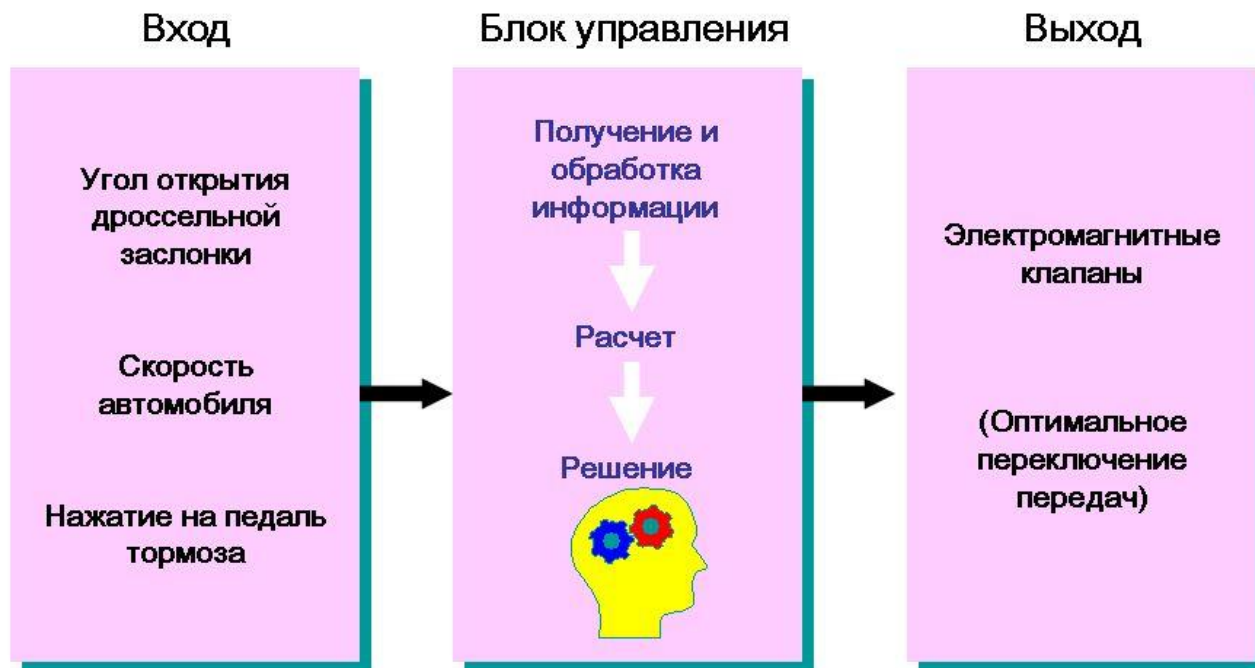 Вход
Блок управления
Выход
Угол открытия
дроссельной
заслонки
Скорость
автомобиля
Нажатие на педаль
тормоза
Получение и
обработка
информации
Расчет
Решение
Электромагнитные
клапаны
(Оптимальное
переключение
передач)